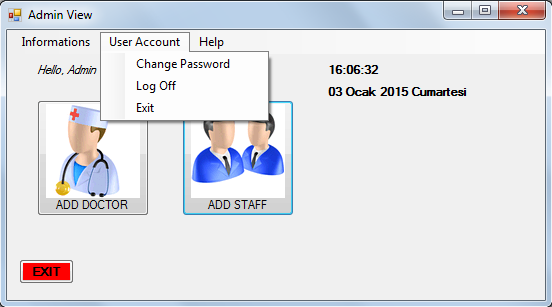 Admin View
Informations User Account Help
Hello, Admin
Change Password
Log Off
Exit
16:06:32
03 Ocak 2015 Cumartesi
ADD DOCTOR
ADD STAFF
EXIT